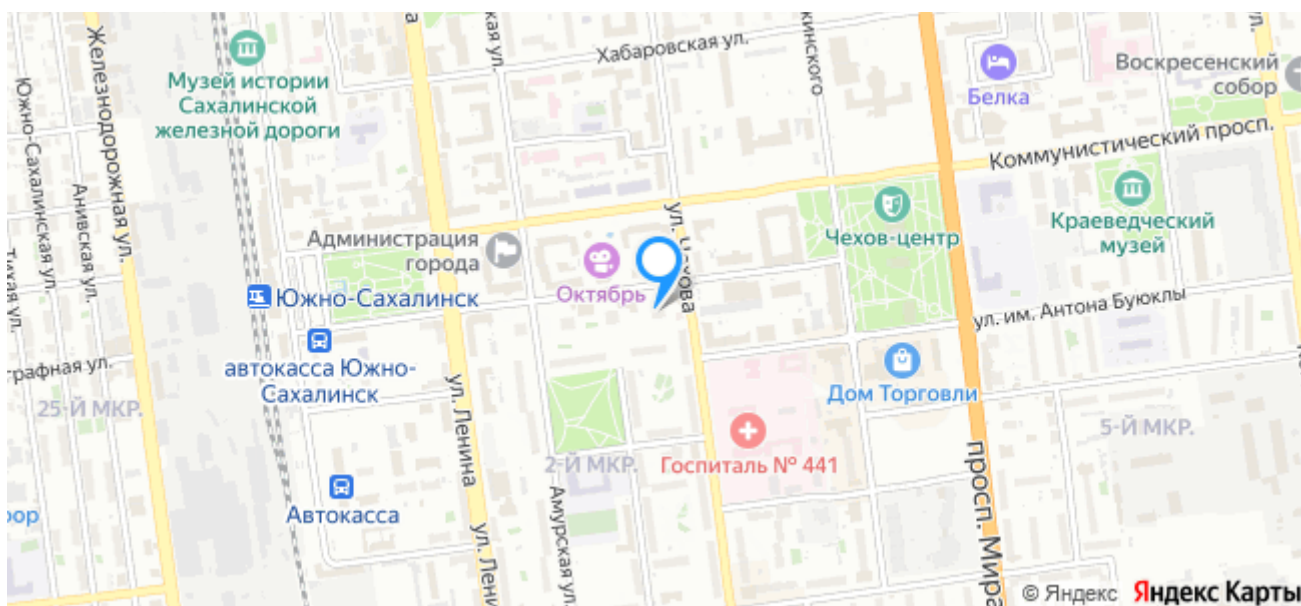 Железнодорожная ул.
Южно-Сахалинская ул.
Анивская ул.
Тихая ул.
Музей истории
Сахалинской
железной дороги
Хабаровская ул.
Белка
Воскресенский
собор
Коммунистический просп.
Краеведческий
музей
Чехов-центр
ул. им. Антона Буюклы
Дом Торговли
Администрация
города
Октябрь
Южно-Сахалинск
автокасса Южно-
Сахалинск
25-Й МКР.
ул. Ленина
2-Й МКР.
Госпиталь № 441
5-Й МКР.
Автокасса
Амурская ул.
просп. Мира
© Яндекс Яндекс Карты